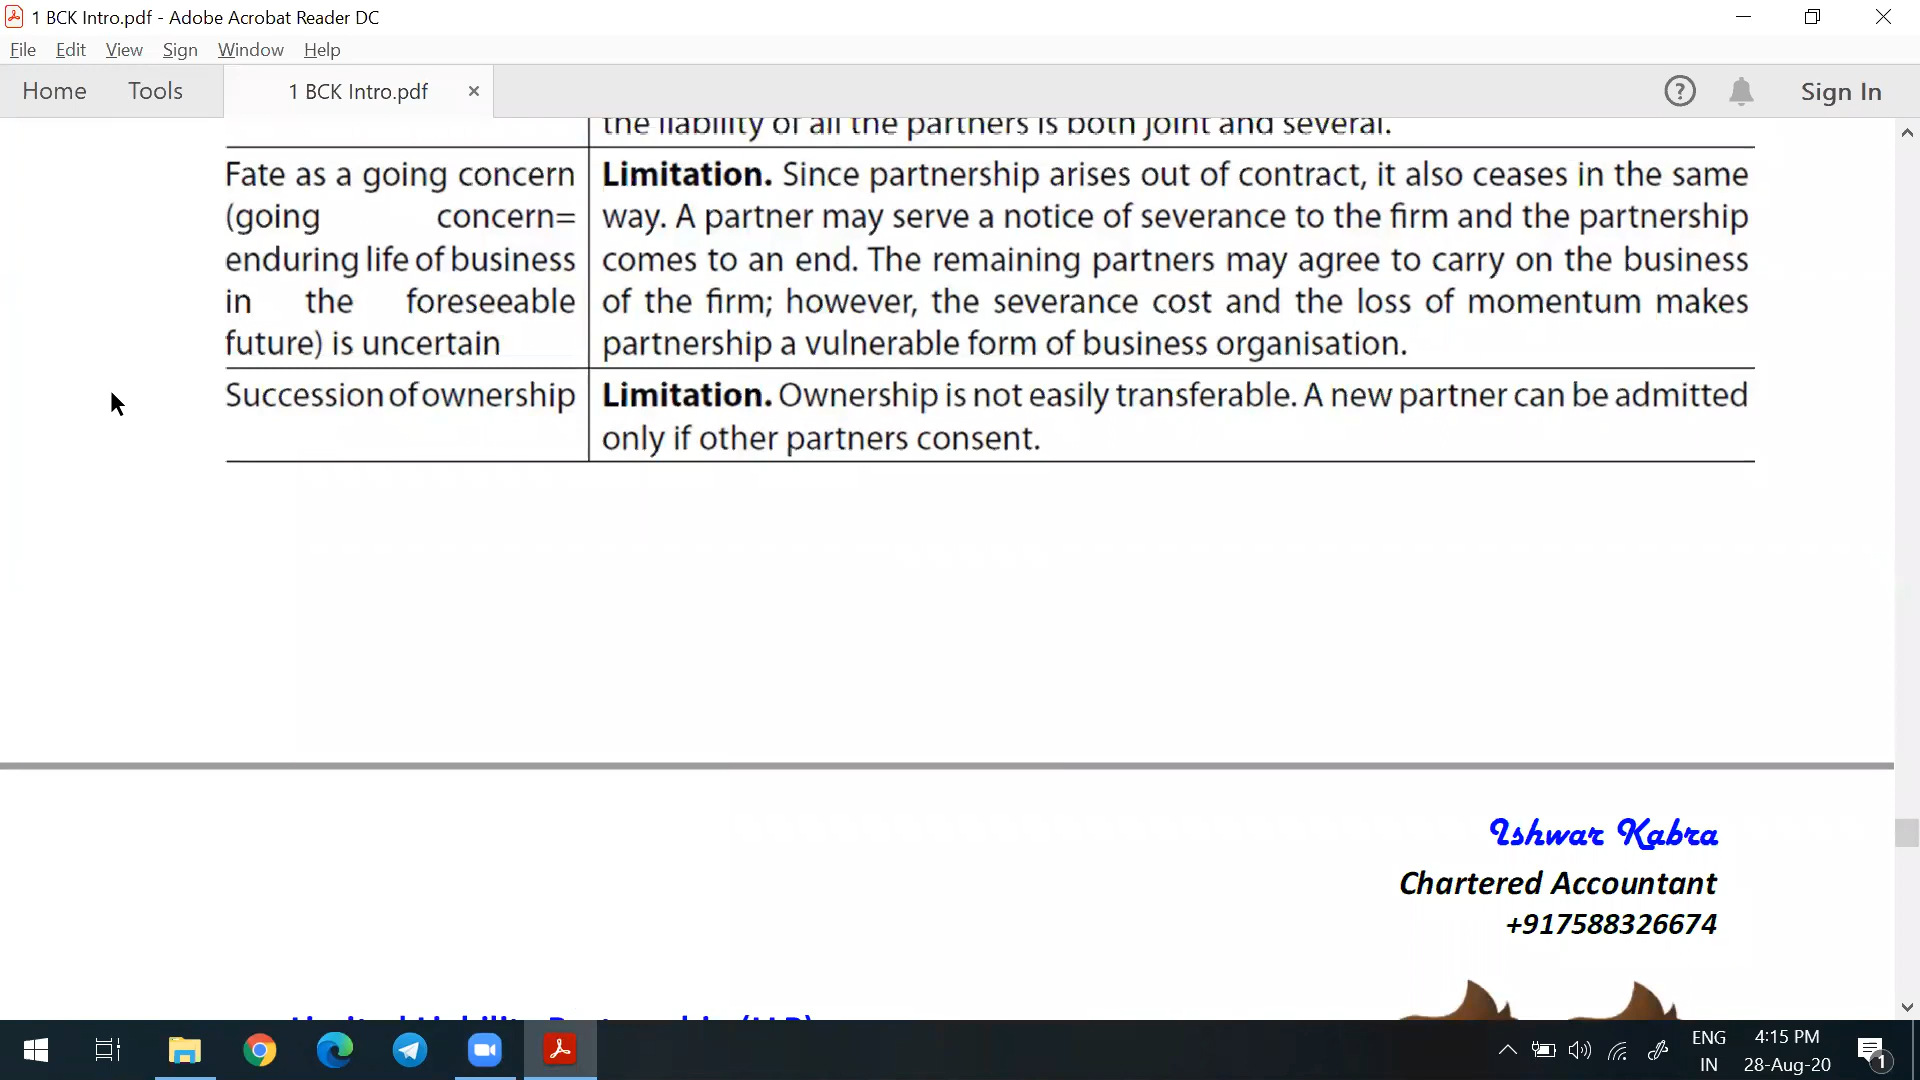 1 BCK Intro.pdf - Adobe Acrobat Reader DC
File Edit View Sign Window Help
Home Tools 1 BCK Intro.pdf × ? Sign In
the liability of all the partners is both joint and several.
Fate as a going concern
(going concern=
enduring life of business
in the foreseeable
future) is uncertain
Limitation. Since partnership arises out of contract, it also ceases in the same
way. A partner may serve a notice of severance to the firm and the partnership
comes to an end. The remaining partners may agree to carry on the business
of the firm; however, the severance cost and the loss of momentum makes
partnership a vulnerable form of business organisation.
Succession of ownership
Limitation. Ownership is not easily transferable. A new partner can be admitted
only if other partners consent.
Ishwar Kabra
Chartered Accountant
+917588326674
Limited Liability Partnership (LLP)
ENG 4:15 PM
IN 28-Aug-20 1